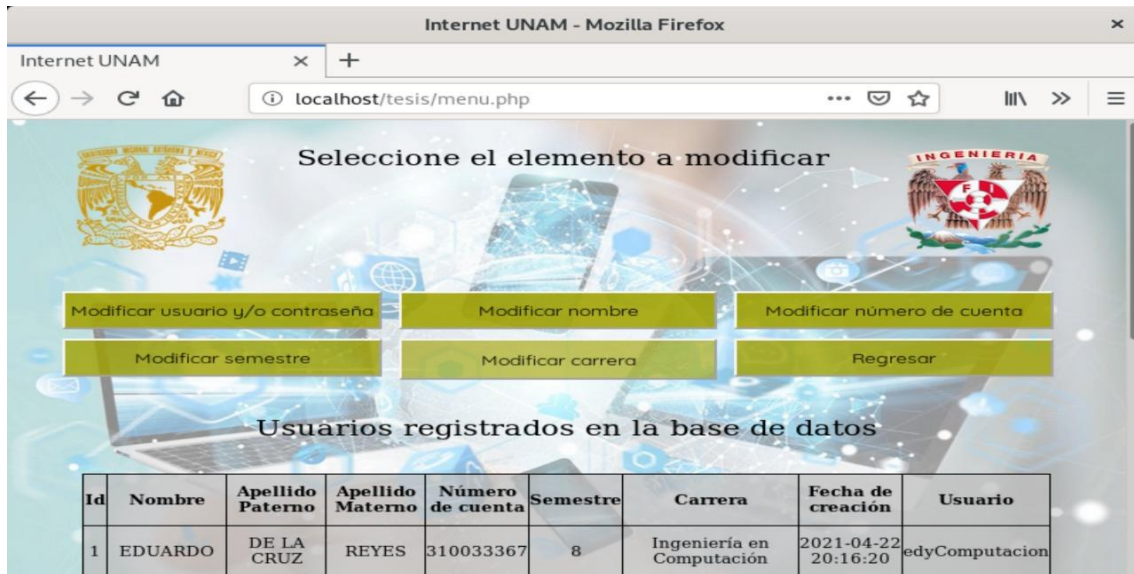 Internet UNAM - Mozilla Firefox
Internet UNAM
localhost/tesis/menu.php
Seleccione el elemento a modificar
INGENIERIA
FI
Modificar usuario y/o contraseña Modificar nombre Modificar número de cuenta
Modificar semestre Modificar carrera Regresar
Usuarios registrados en la base de datos
Id Nombre Apellido Paterno Apellido Materno Número de cuenta Semestre Carrera Fecha de creación Usuario
1 EDUARDO DE LA CRUZ REYES 310033367 8 Ingeniería en Computación 2021-04-22 20:16:20 edyComputacion